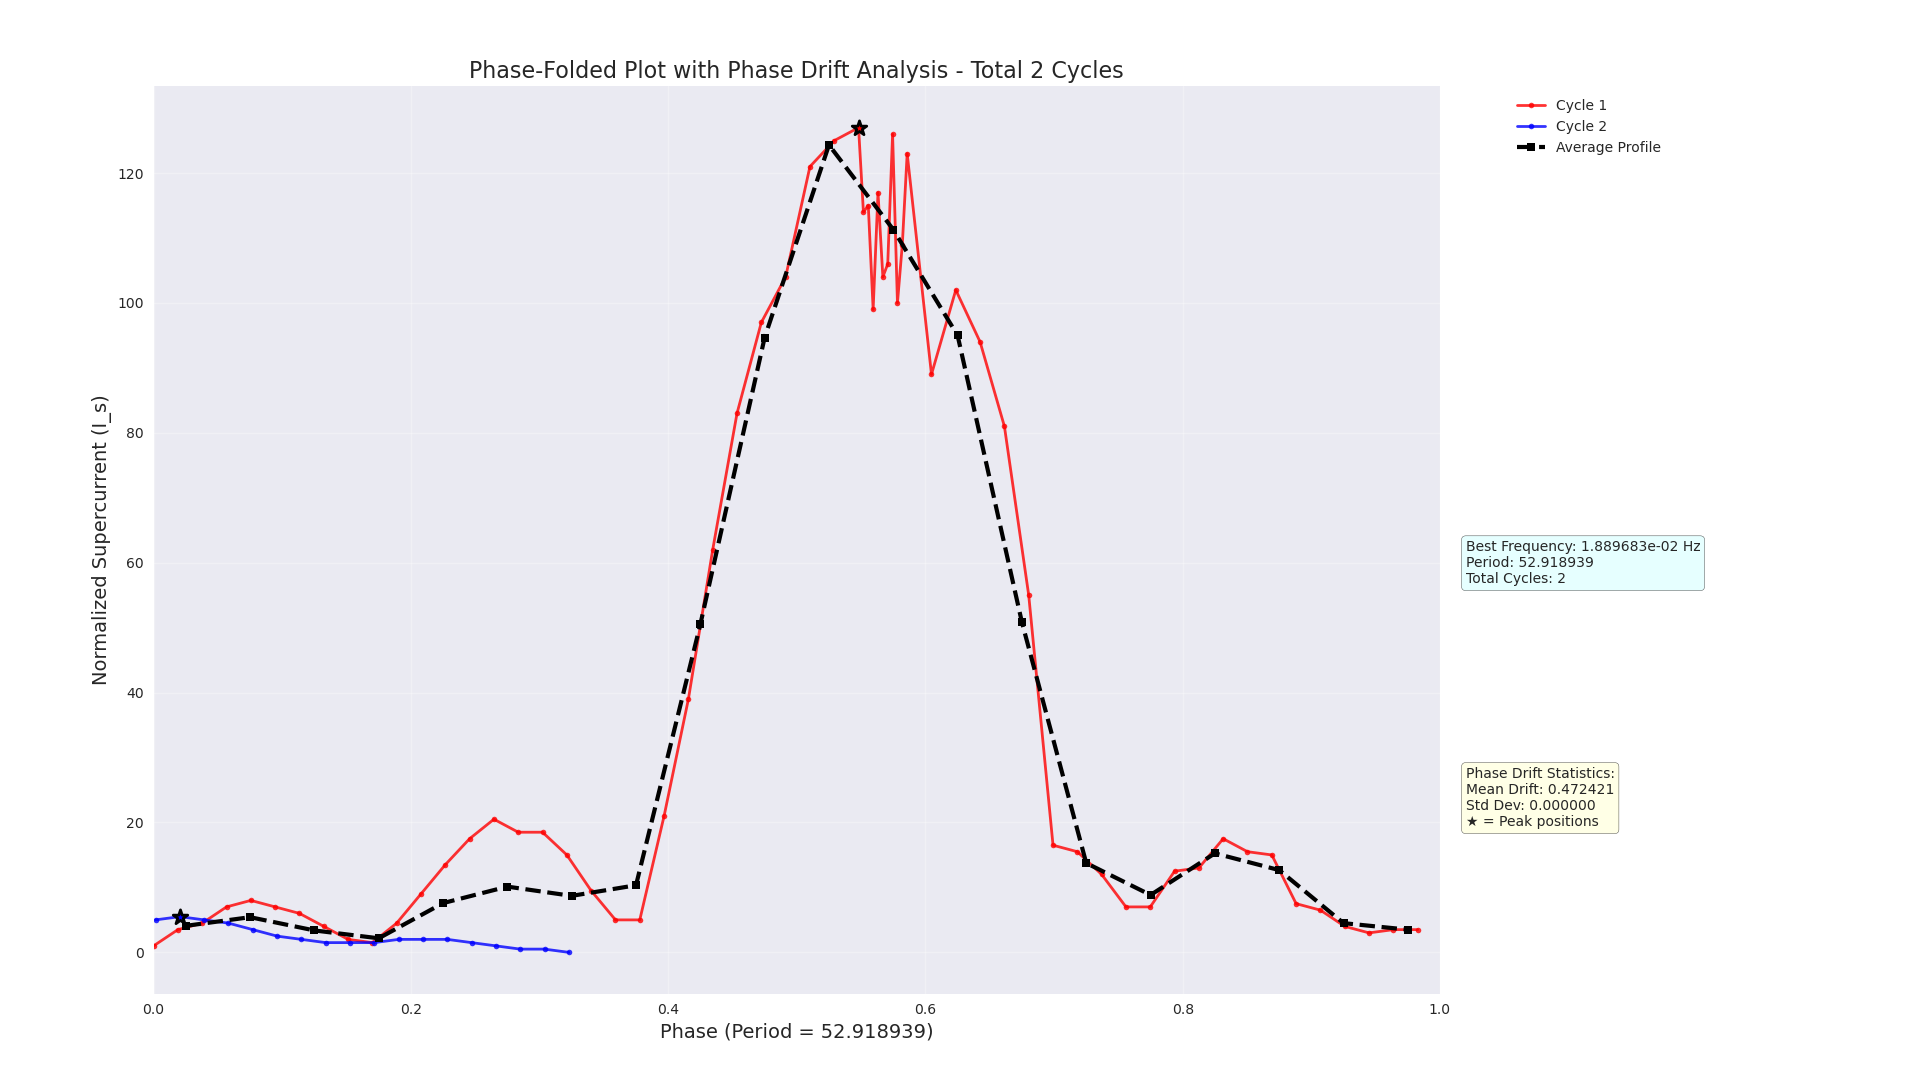 Phase-Folded Plot with Phase Drift Analysis - Total 2 Cycles
Cycle 1
Cycle 2
Average Profile
Normalized Supercurrent (I_s)
120
100
80
60
40
20
0
0.0 0.2 0.4 0.6 0.8 1.0
Phase (Period = 52.918939)
Best Frequency: 1.889683e-02 Hz
Period: 52.918939
Total Cycles: 2
Phase Drift Statistics:
Mean Drift: 0.472421
Std Dev: 0.000000
★ = Peak positions